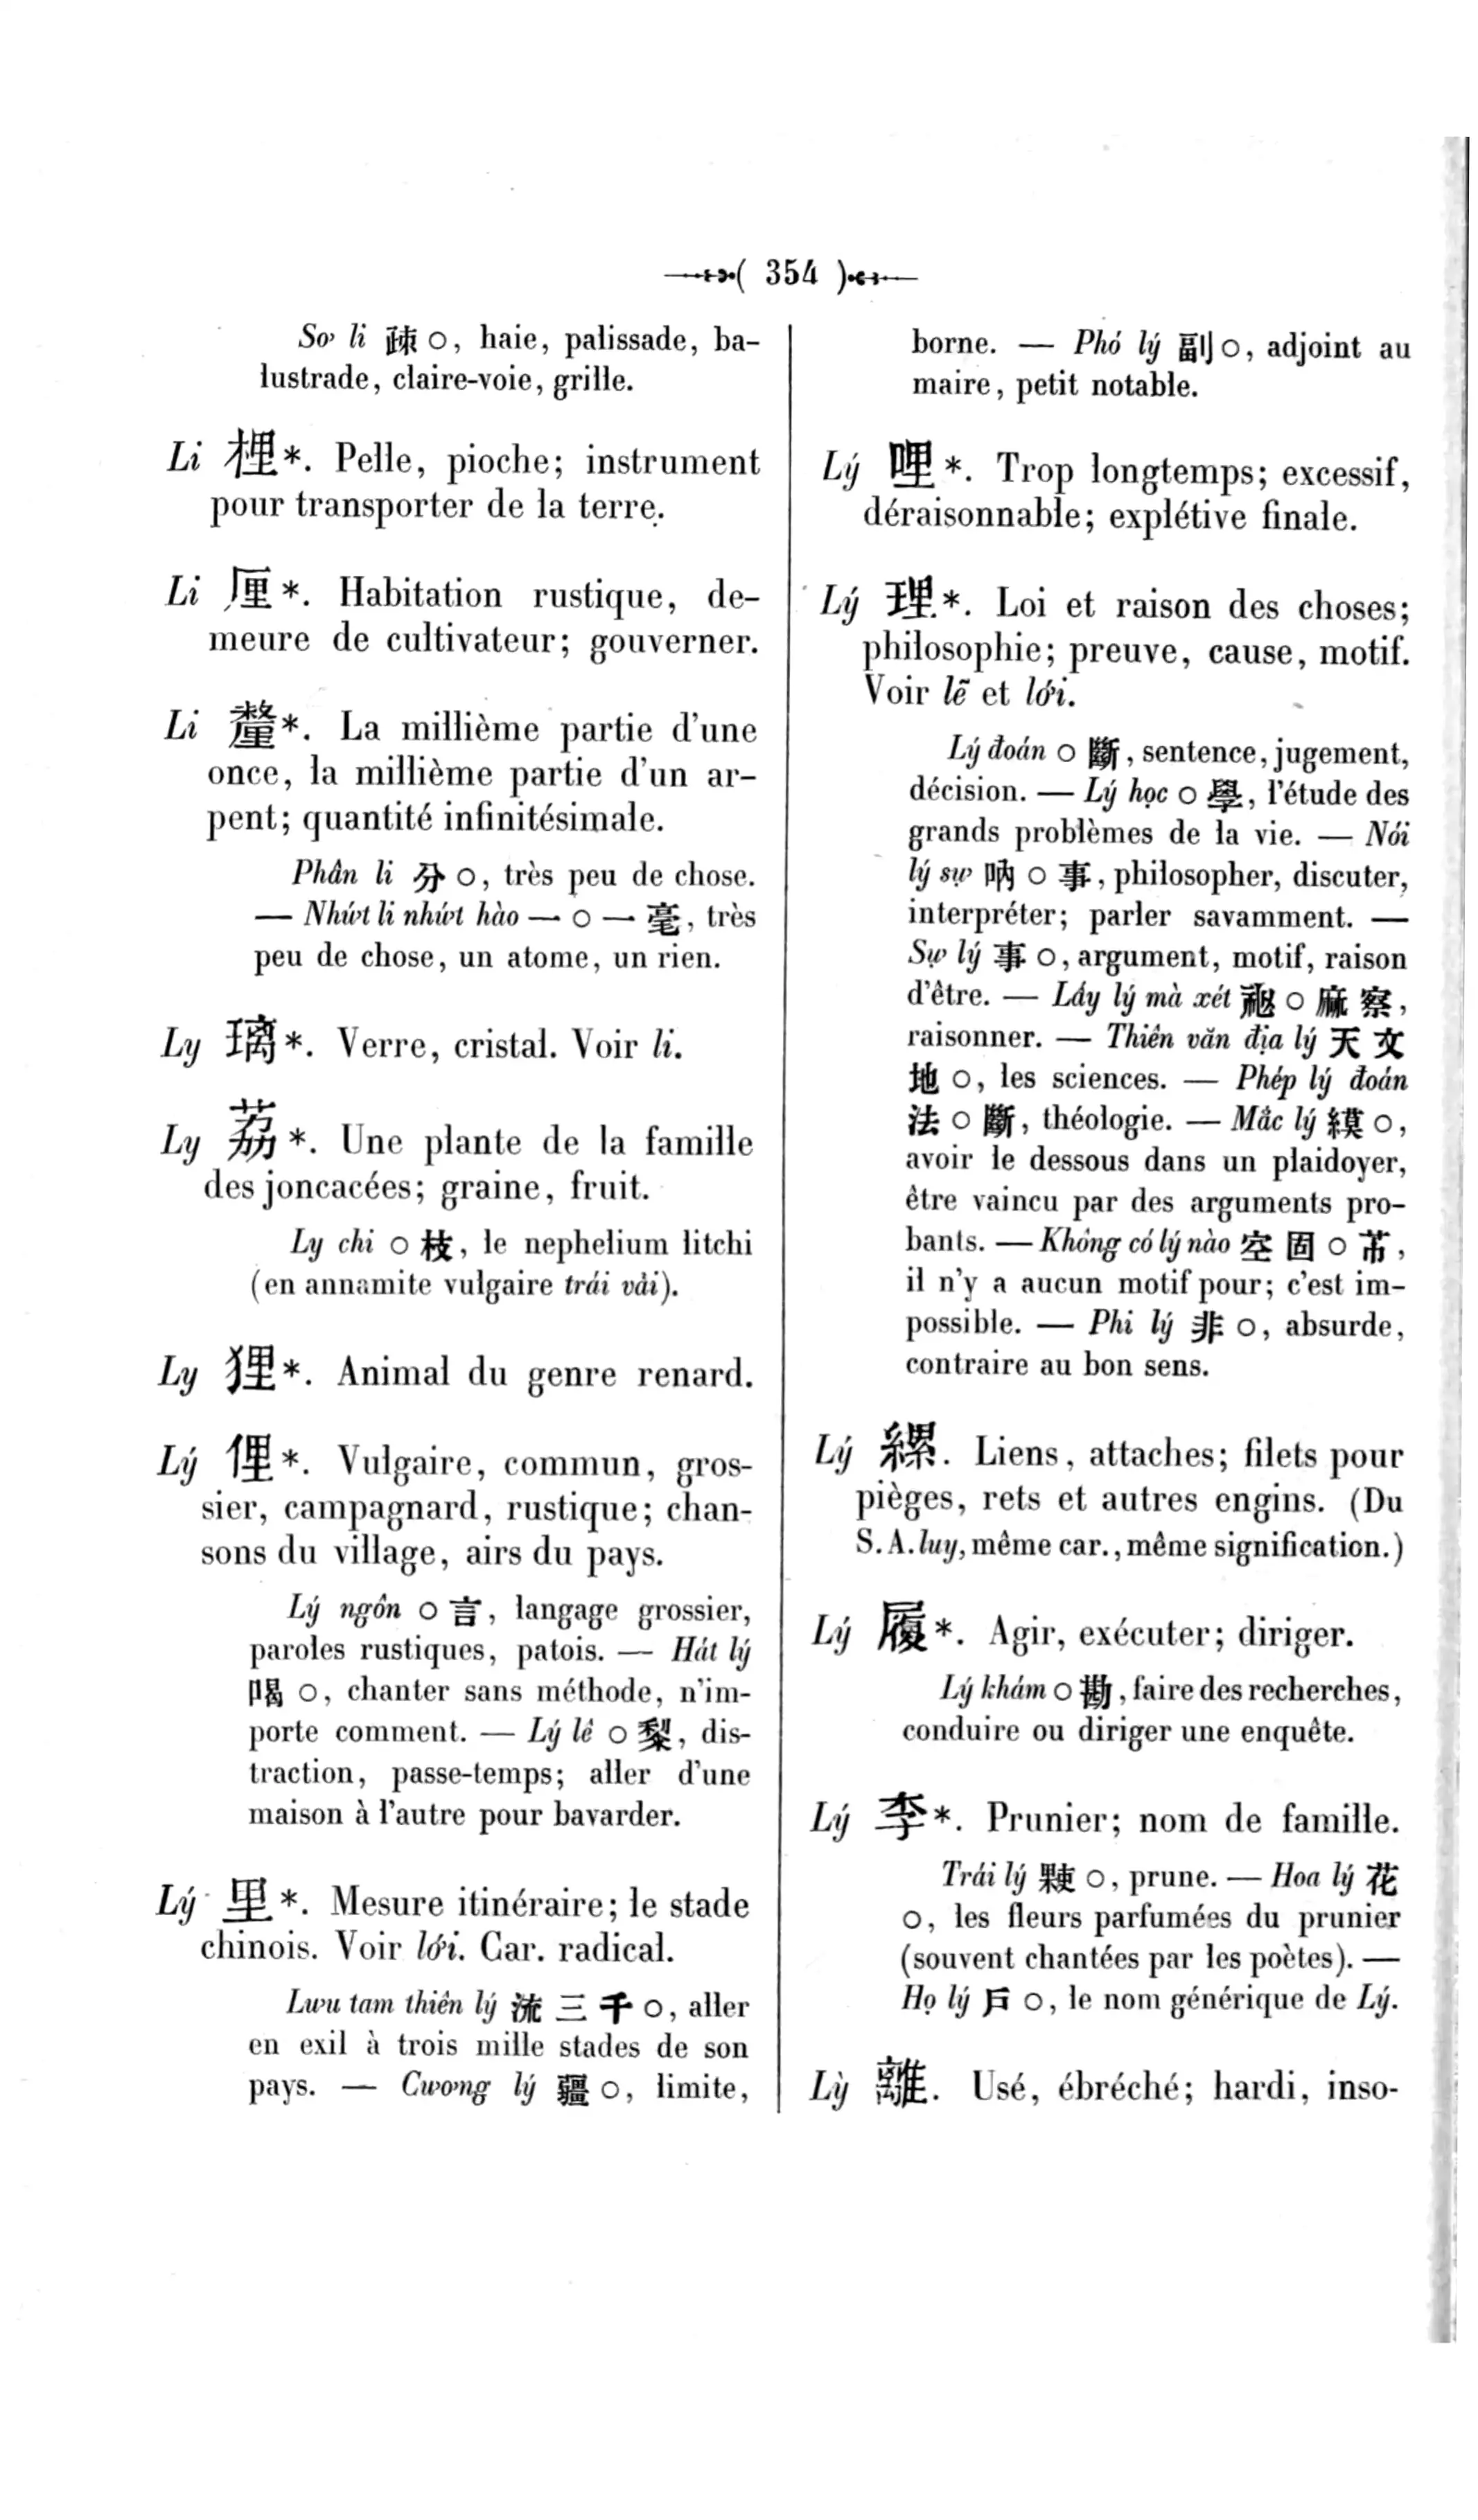 ( 354 )
Sơ li 疎 ○, haie, palissade, ba-
lustrade, claire-voie, grille.
Li 梩*. Pelle, pioche; instrument
pour transporter de la terre.
Li 厘*. Habitation rustique, de-
meure de cultivateur; gouverner.
Li 釐*. La millième partie d'une
once, la millième partie d'un ar-
pent; quantité infinitésimale.
Phân li 分 ○, très peu de chose.
— Nhứt li nhứt hào 一 ○ 一 毫, très
peu de chose, un atome, un rien.
Ly 璃*. Verre, cristal. Voir li.
Ly 荔*. Une plante de la famille
des joncacées; graine, fruit.
Ly chi ○ 枝, le nephelium litchi
(en annamite vulgaire trái vải).
Ly 狸*. Animal du genre renard.
Lý 俚*. Vulgaire, commun, gros-
sier, campagnard, rustique; chan-
sons du village, airs du pays.
Lý ngôn ○ 言, langage grossier,
paroles rustiques, patois. — Hát lý
喝 ○, chanter sans méthode, n'im-
porte comment. — Lý lê ○ 梨, dis-
traction, passe-temps; aller d'une
maison à l'autre pour bavarder.
Lý 里*. Mesure itinéraire; le stade
chinois. Voir lới. Car. radical.
Lưu tam thiên lý 流 三 千 ○, aller
en exil à trois mille stades de son
pays. — Cương lý 疆 ○, limite,
borne. — Phó lý 副 ○, adjoint au
maire, petit notable.
Lý 哩*. Trop longtemps; excessif,
déraisonnable; explétive finale.
Lý 理*. Loi et raison des choses;
philosophie; preuve, cause, motif.
Voir lẽ et lới.
Lý đoán ○ 斷, sentence, jugement,
décision. — Lý học ○ 學, l'étude des
grands problèmes de la vie. — Nói
lý sự 吶 ○ 事, philosopher, discuter,
interpréter; parler savamment. —
Sự lý 事 ○, argument, motif, raison
d'être. — Lấy lý mà xét ○ 麻 察,
raisonner. — Thiên văn địa lý 天 文
地 ○, les sciences. — Phép lý đoán
法 ○ 斷, théologie. — Mắc lý 縸 ○,
avoir le dessous dans un plaidoyer,
être vaincu par des arguments pro-
bants. — Không có lý nào 空 固 ○ 芇,
il n'y a aucun motif pour; c'est im-
possible. — Phi lý 非 ○, absurde,
contraire au bon sens.
Lý 縲. Liens, attaches; filets pour
pièges, rets et autres engins. (Du
S. A. luy, même car., même signification.)
Lý 履*. Agir, exécuter; diriger.
Lý khám ○ 勘, faire des recherches,
conduire ou diriger une enquête.
Lý 李*. Prunier; nom de famille.
Trái lý ○, prune. — Hoa lý 花
○, les fleurs parfumées du prunier
(souvent chantées par les poètes). —
Họ lý 戶 ○, le nom générique de Lý.
Lỳ 離. Usé, ébréché; hardi, inso-